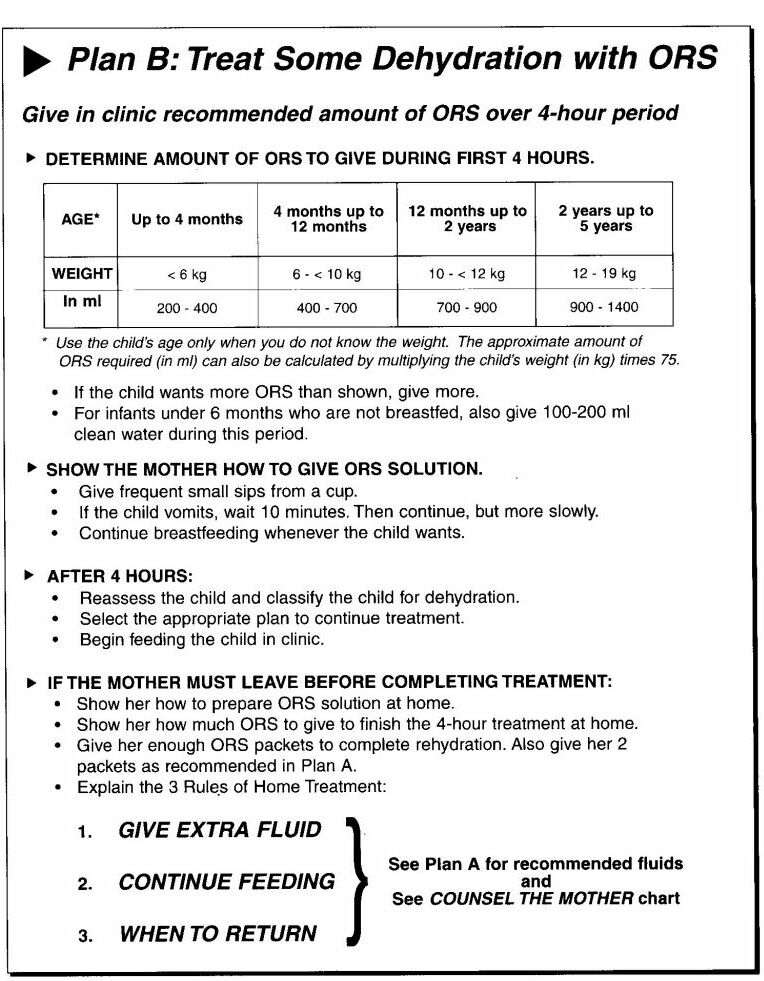 ► Plan B: Treat Some Dehydration with ORS
Give in clinic recommended amount of ORS over 4-hour period
► DETERMINE AMOUNT OF ORS TO GIVE DURING FIRST 4 HOURS.
AGE* Up to 4 months 4 months up to 12 months 12 months up to 2 years 2 years up to 5 years
WEIGHT < 6 kg 6 - < 10 kg 10 - < 12 kg 12 - 19 kg
In ml 200 - 400 400 - 700 700 - 900 900 - 1400
* Use the child's age only when you do not know the weight. The approximate amount of
ORS required (in ml) can also be calculated by multiplying the child's weight (in kg) times 75.
• If the child wants more ORS than shown, give more.
• For infants under 6 months who are not breastfed, also give 100-200 ml
clean water during this period.
► SHOW THE MOTHER HOW TO GIVE ORS SOLUTION.
• Give frequent small sips from a cup.
• If the child vomits, wait 10 minutes. Then continue, but more slowly.
• Continue breastfeeding whenever the child wants.
► AFTER 4 HOURS:
• Reassess the child and classify the child for dehydration.
• Select the appropriate plan to continue treatment.
• Begin feeding the child in clinic.
► IF THE MOTHER MUST LEAVE BEFORE COMPLETING TREATMENT:
• Show her how to prepare ORS solution at home.
• Show her how much ORS to give to finish the 4-hour treatment at home.
• Give her enough ORS packets to complete rehydration. Also give her 2
packets as recommended in Plan A.
• Explain the 3 Rules of Home Treatment:
1. GIVE EXTRA FLUID
2. CONTINUE FEEDING
3. WHEN TO RETURN
See Plan A for recommended fluids
and
See COUNSEL THE MOTHER chart